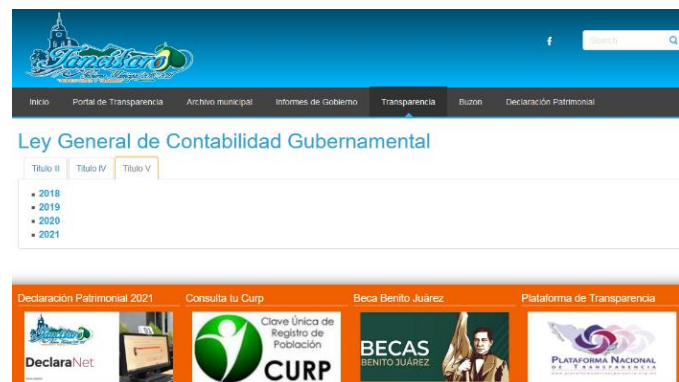 Tancítaro
f
Search
Inicio Portal de Transparencia Archivo municipal Informes de Gobierno Transparencia Buzon Declaración Patrimonial
Ley General de Contabilidad Gubernamental
Titulo II Titulo IV Titulo V
2018
2019
2020
2021
Declaración Patrimonial 2021 Consulta tu Curp Beca Benito Juárez Plataforma de Transparencia
DeclaraNet
Clave Única de
Registro de
Población
CURP
BECAS
BENITO JUÁREZ
PLATAFORMA NACIONAL
DE TRANSPARENCIA